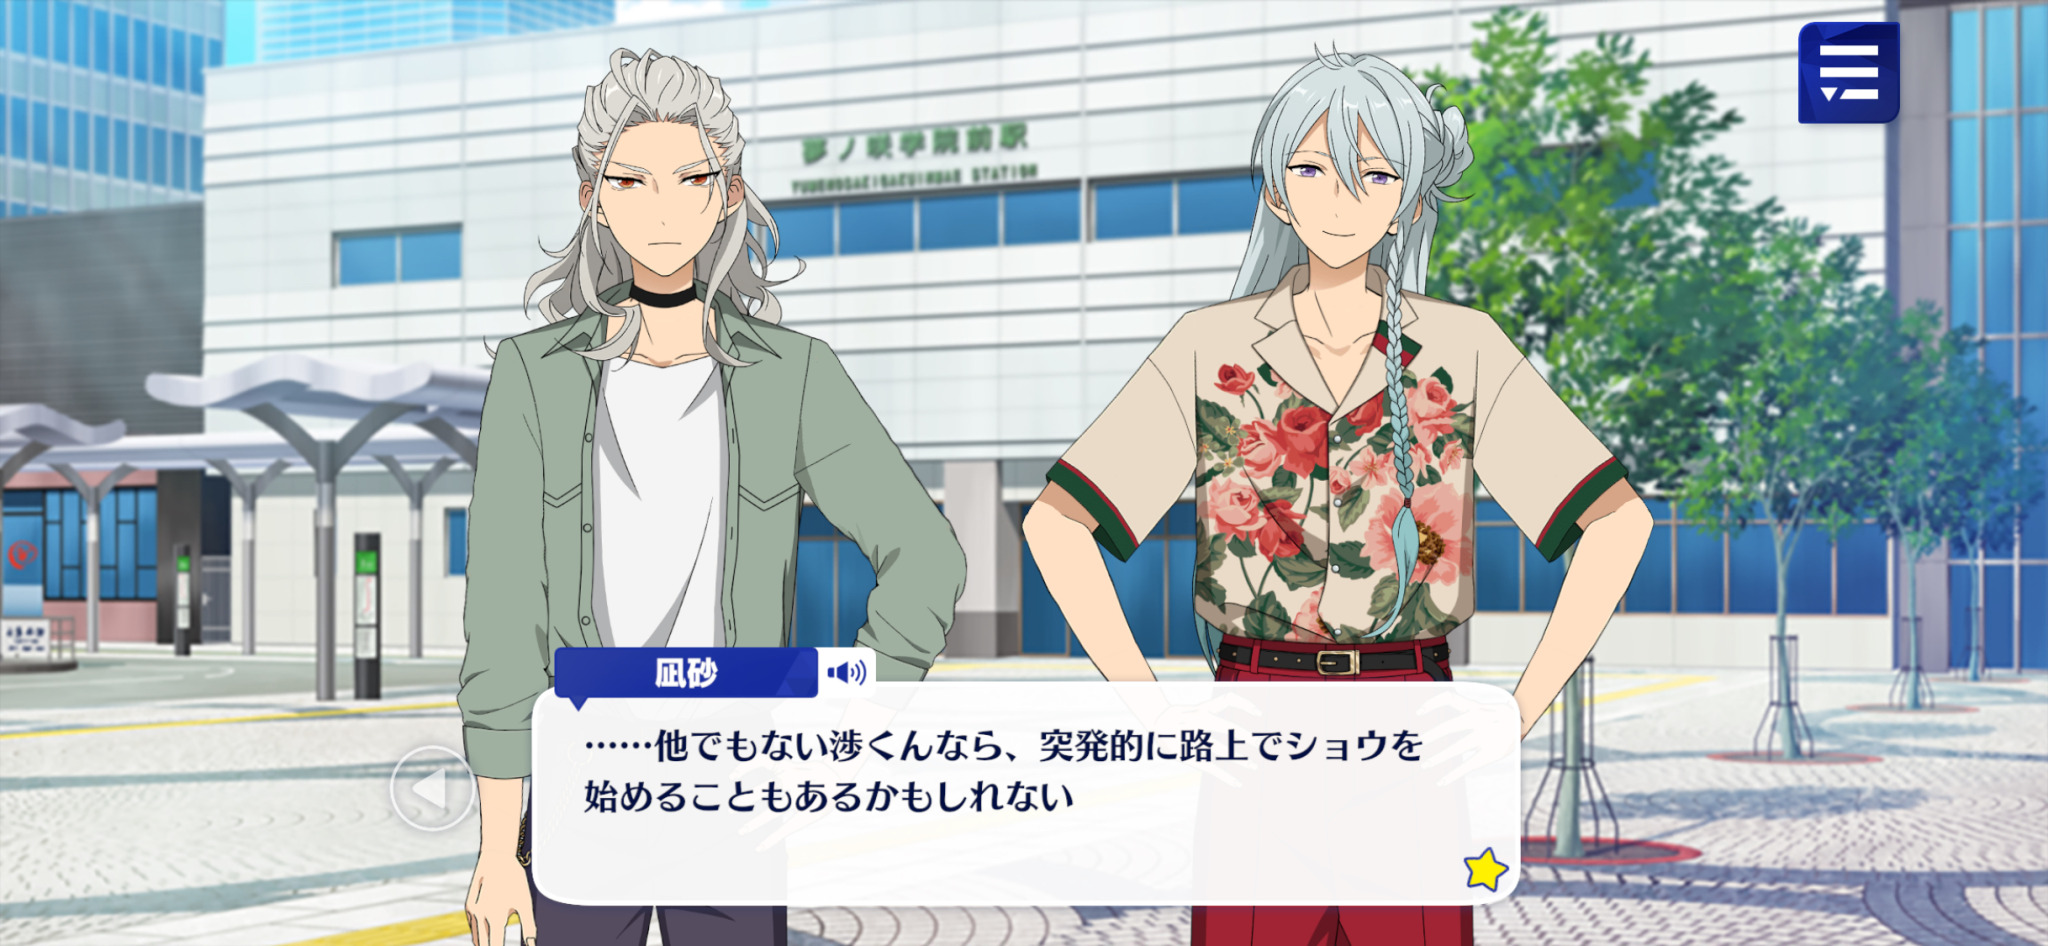 夢ノ咲学院前駅
YUMENOSAKIGAKUINMAE STATION
凪砂
……他でもない渉くんなら、突発的に路上でショウを
始めることもあるかもしれない